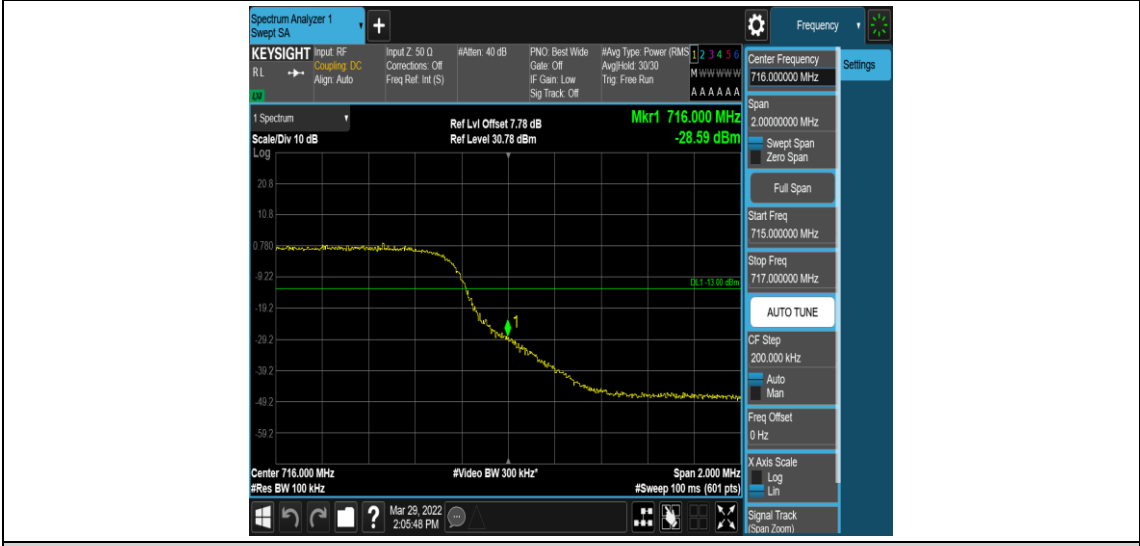 Spectrum Analyzer 1
Swept SA
+
Frequency
KEYSIGHT
RL
Input: RF
Coupling: DC
Align: Auto
Input Z: 50 Ω
Corrections: Off
Freq Ref: Int (S)
#Atten: 40 dB
PNO: Best Wide
Gate: Off
IF Gain: Low
Sig Track: Off
#Avg Type: Power (RMS
Avg|Hold: 30/30
Trig: Free Run
1 2 3 4 5 6
M W W W W W
A A A A A A
1 Spectrum
Scale/Div 10 dB
Log
Ref Lvl Offset 7.78 dB
Ref Level 30.78 dBm
Mkr1 716.000 MHz
-28.59 dBm
20.8
10.8
0.780
-9.22
-19.2
-29.2
-39.2
-49.2
-59.2
DL1 -13.00 dBm
1
Center 716.000 MHz
#Res BW 100 kHz
#Video BW 300 kHz*
Span 2.000 MHz
#Sweep 100 ms (601 pts)
?
Mar 29, 2022
2:05:48 PM
Center Frequency
716.000000 MHz
Settings
Span
2.00000000 MHz
Swept Span
Zero Span
Full Span
Start Freq
715.000000 MHz
Stop Freq
717.000000 MHz
AUTO TUNE
CF Step
200.000 kHz
Auto
Man
Freq Offset
0 Hz
X Axis Scale
Log
Lin
Signal Track
(Span Zoom)